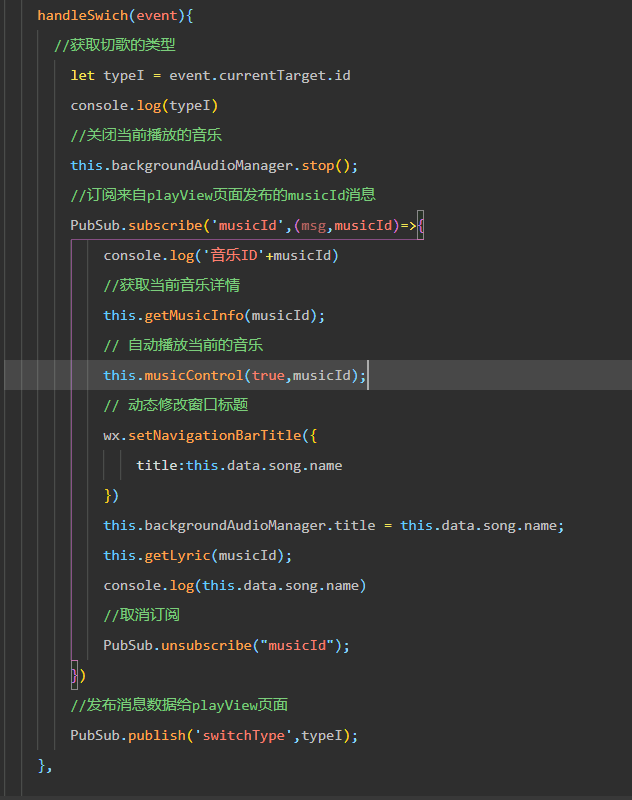 handleSwich(event){
//获取切歌的类型
let typeI = event.currentTarget.id
console.log(typeI)
//关闭当前播放的音乐
this.backgroundAudioManager.stop();
//订阅来自playView页面发布的musicId消息
PubSub.subscribe('musicId',(msg,musicId)=>{
console.log('音乐ID'+musicId)
//获取当前音乐详情
this.getMusicInfo(musicId);
// 自动播放当前的音乐
this.musicControl(true,musicId);
// 动态修改窗口标题
wx.setNavigationBarTitle({
title:this.data.song.name
})
this.backgroundAudioManager.title = this.data.song.name;
this.getLyric(musicId);
console.log(this.data.song.name)
//取消订阅
PubSub.unsubscribe("musicId");
})
//发布消息数据给playView页面
PubSub.publish('switchType',typeI);
},